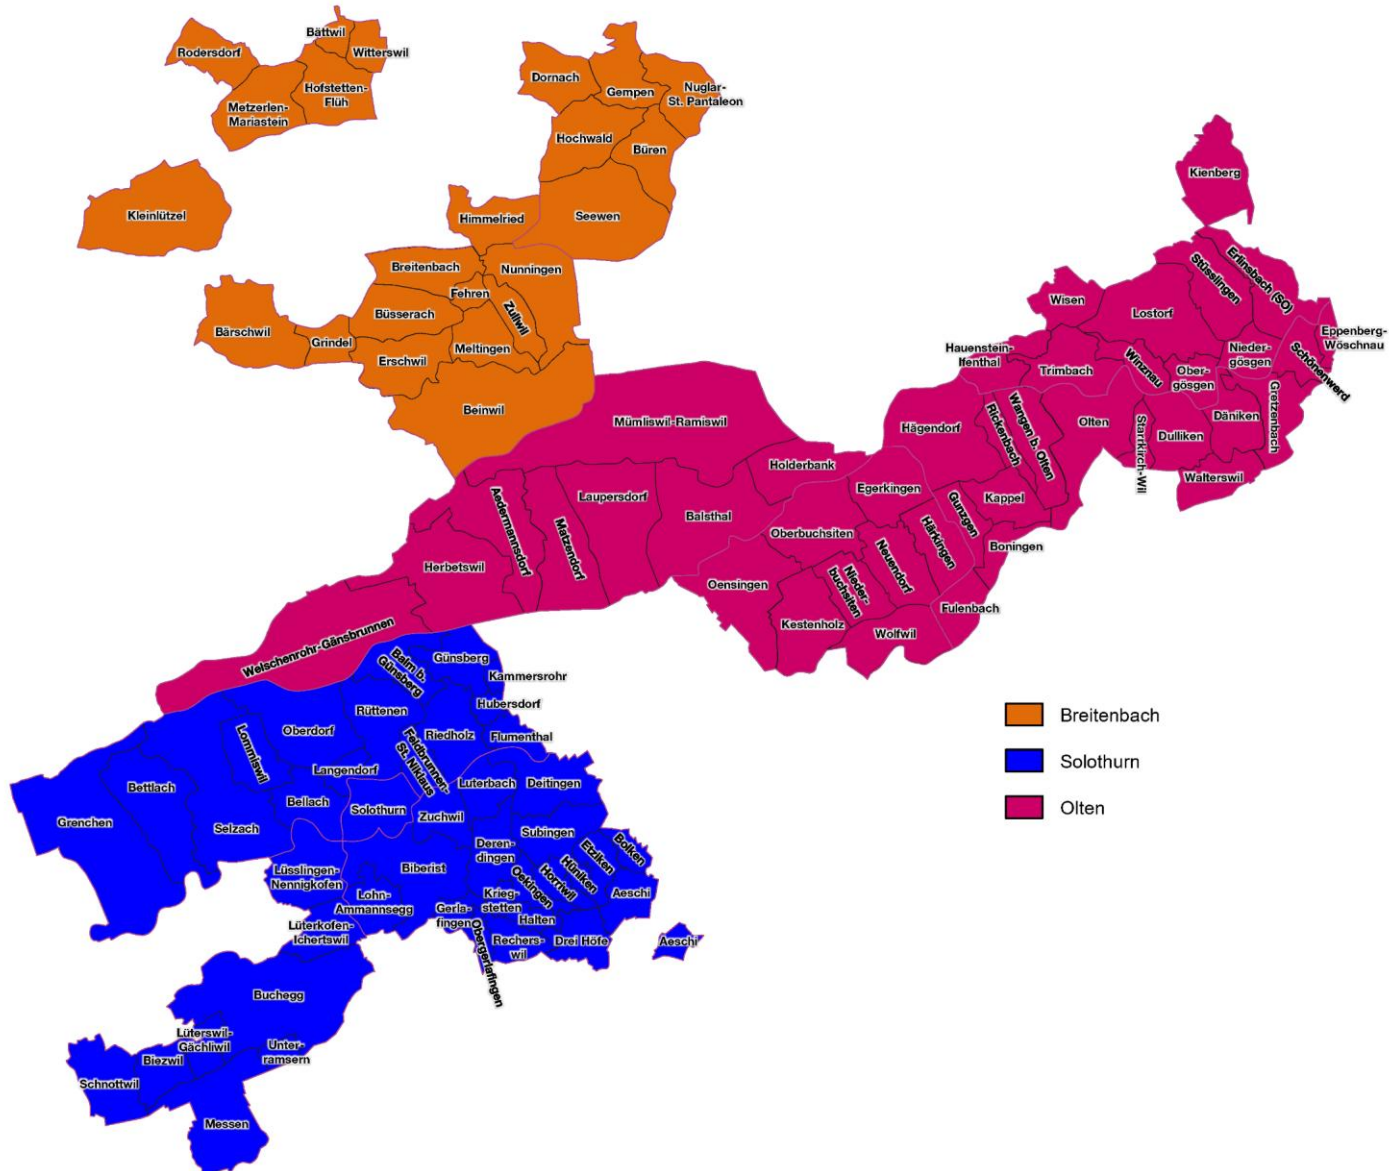 Bättwil
Rodersdorf
Witterswil
Hofstetten-
Flüh
Metzerlen-
Mariastein
Dornach
Gempen
Nuglar-
St. Pantaleon
Hochwald
Büren
Kleinlützel
Himmelried
Seewen
Kienberg
Breitenbach
Nunningen
Fehren
Zullwil
Büsserach
Bärschwil
Grindel
Erschwil
Meltingen
Beinwil
Erlinsbach (SO)
Stüsslingen
Wisen
Lostorf
Eppenberg-
Wöschnau
Hauenstein-
Ifenthal
Trimbach
Winznau
Ober-
gösgen
Nieder-
gösgen
Schönenwerd
Mümliswil-Ramiswil
Hägendorf
Rickenbach
Wangen b. Olten
Olten
Starrkirch-Wil
Dulliken
Däniken
Gretzenbach
Walterswil
Holderbank
Egerkingen
Kappel
Gunzgen
Laupersdorf
Balsthal
Aedermannsdorf
Matzendorf
Oberbuchsiten
Härkingen
Boningen
Herbetswil
Oensingen
Nieder-
buchsiten
Neuendorf
Fulenbach
Kestenholz
Wolfwil
Welschenrohr-Gänsbrunnen
Balm b.
Günsberg
Günsberg
Kammersrohr
Hubersdorf
Rüttenen
Oberdorf
Riedholz
Flumenthal
Lommiswil
Feldbrunnen-
St. Niklaus
Langendorf
Bettlach
Bellach
Solothurn
Luterbach
Deitingen
Grenchen
Selzach
Zuchwil
Subingen
Deren-
dingen
Etziken
Bolken
Hüniken
Horriwil
Oekingen
Biberist
Lüsslingen-
Nennigkofen
Lohn-
Ammannsegg
Krieg-
stetten
Aeschi
Gerla-
fingen
Halten
Lüterkofen-
Ichertswil
Obergerlafingen
Rechers-
wil
Drei Höfe
Aeschi
Buchegg
Lüterswil-
Gächliwil
Unter-
ramsern
Biezwil
Schnottwil
Messen
Breitenbach
Solothurn
Olten